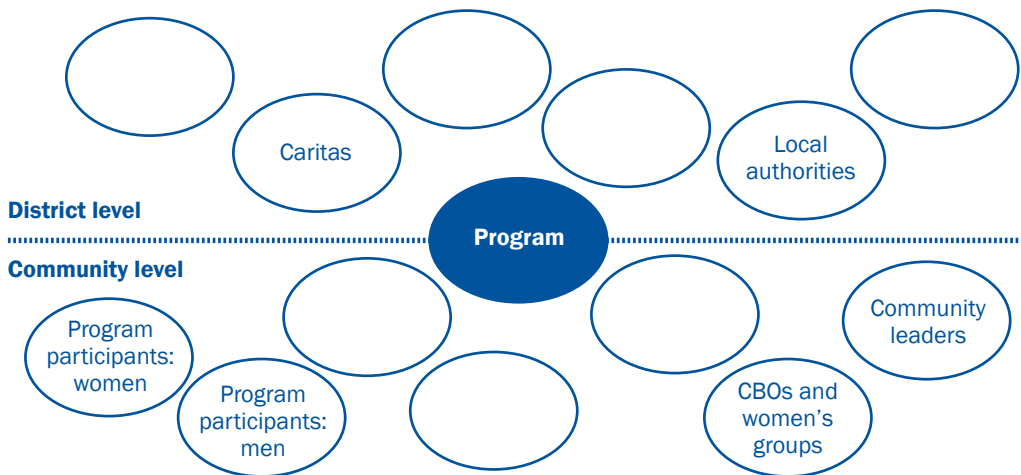 Caritas
Local
authorities
District level
Program
Community level
Program
participants:
women
Program
participants:
men
CBOs and
women’s
groups
Community
leaders